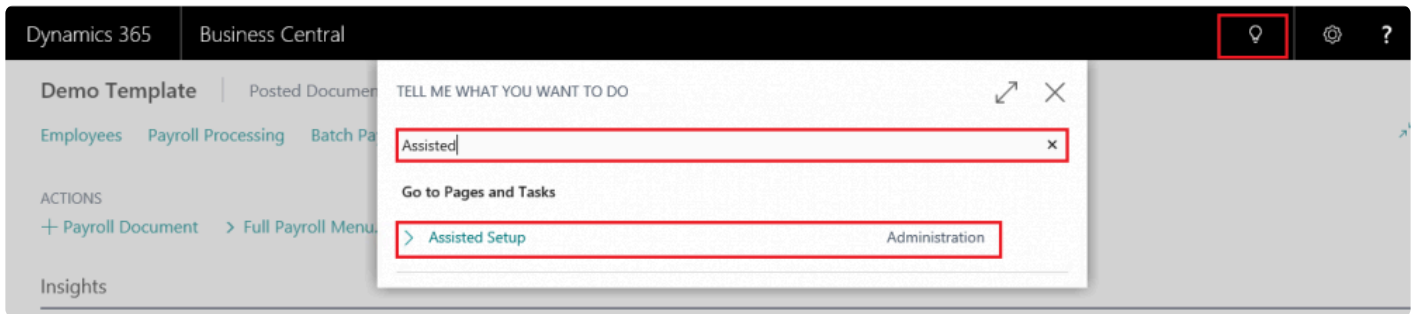 Dynamics 365 Business Central ?
Demo Template Posted Documen
TELL ME WHAT YOU WANT TO DO
Employees Payroll Processing Batch Pa
Assisted
Go to Pages and Tasks
ACTIONS
+ Payroll Document > Full Payroll Menu.
> Assisted Setup Administration
Insights